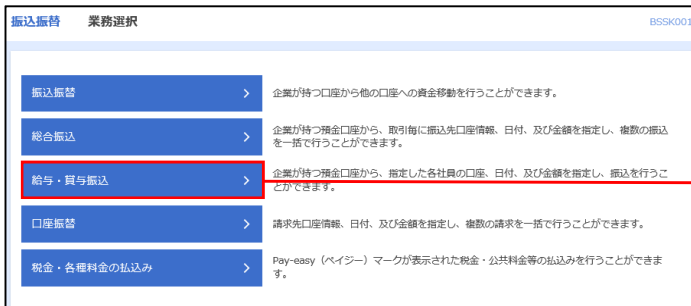 振込振替 業務選択 BSSK001
振込振替 企業が持つ口座から他の口座への資金移動を行うことができます。
総合振込 企業が持つ預金口座から、取引毎に振込先口座情報、日付、及び金額を指定し、複数の振込
を一括で行うことができます。
給与・賞与振込 企業が持つ預金口座から、指定した各社員の口座、日付、及び金額を指定し、振込を行うこ
とができます。
口座振替 請求先口座情報、日付、及び金額を指定し、複数の請求を一括で行うことができます。
税金・各種料金の払込み Pay-easy（ペイジー）マークが表示された税金・公共料金等の払込みを行うことができま
す。